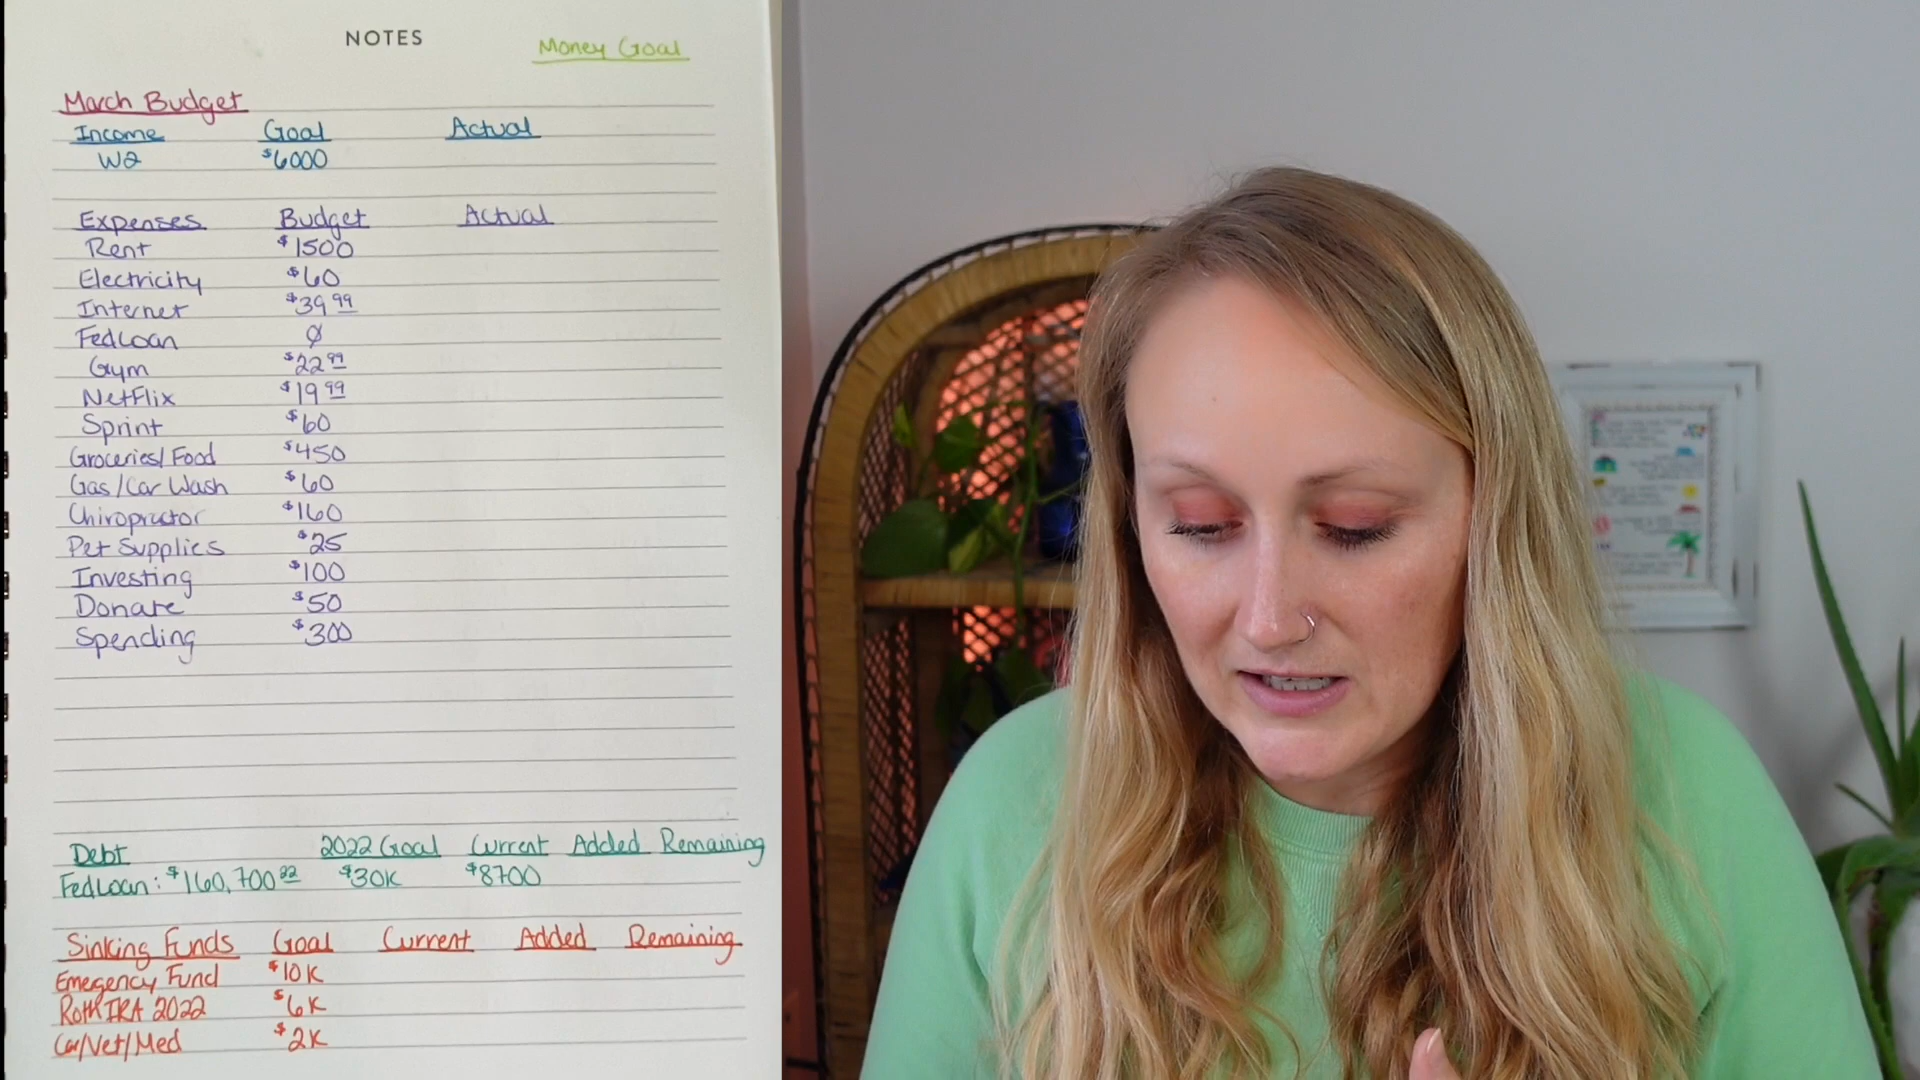 NOTES
Money Goal
March Budget
Income Goal Actual
W2 $6000
Expenses Budget Actual
Rent $1500
Electricity $60
Internet $39 99
FedLoan Ø
Gym $22 99
NetFlix $19 99
Sprint $60
Groceries/Food $450
Gas/Car Wash $60
Chiropractor $160
Pet Supplies $25
Investing $100
Donate $50
Spending $300
Debt 2022 Goal Current Added Remaining
FedLoan: $160,700 22 $30K $8700
Sinking Funds Goal Current Added Remaining
Emegency Fund $10K
Roth IRA 2022 $6K
Car/Vet/Med $2K